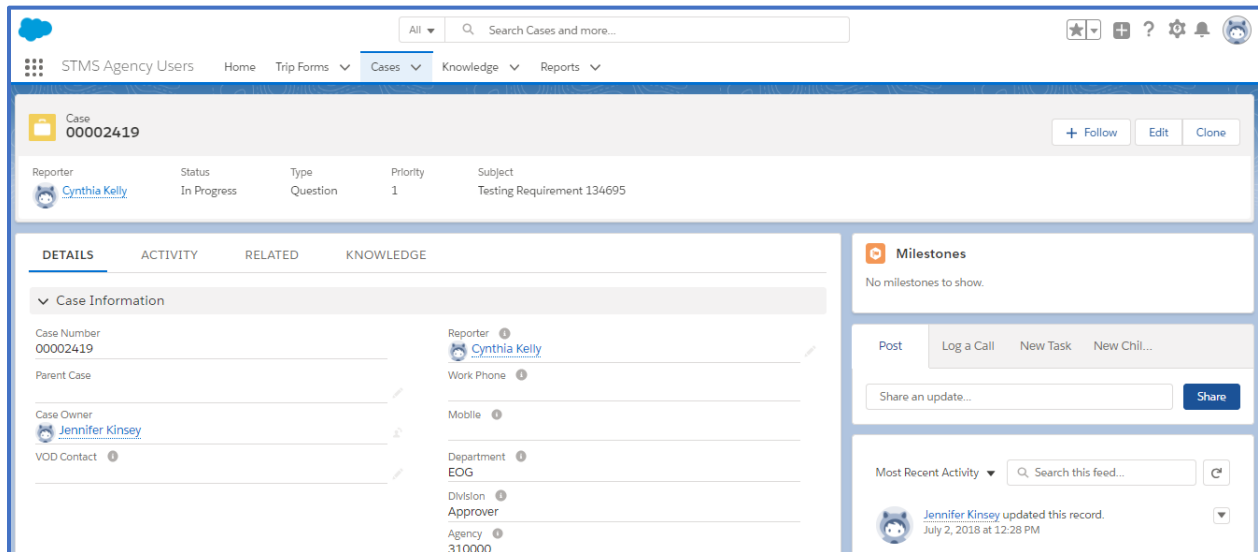 All Search Cases and more...
STMS Agency Users Home Trip Forms Cases Knowledge Reports
Case
00002419
+ Follow Edit Clone
Reporter Status Type Priority Subject
Cynthia Kelly In Progress Question 1 Testing Requirement 134695
DETAILS ACTIVITY RELATED KNOWLEDGE
Case Information
Case Number
00002419
Parent Case
Case Owner
Jennifer Kinsey
VOD Contact
Reporter
Cynthia Kelly
Work Phone
Mobile
Department
EOG
Division
Approver
Agency
310000
Milestones
No milestones to show.
Post Log a Call New Task New Chil...
Share an update... Share
Most Recent Activity Search this feed...
Jennifer Kinsey updated this record.
July 2, 2018 at 12:28 PM